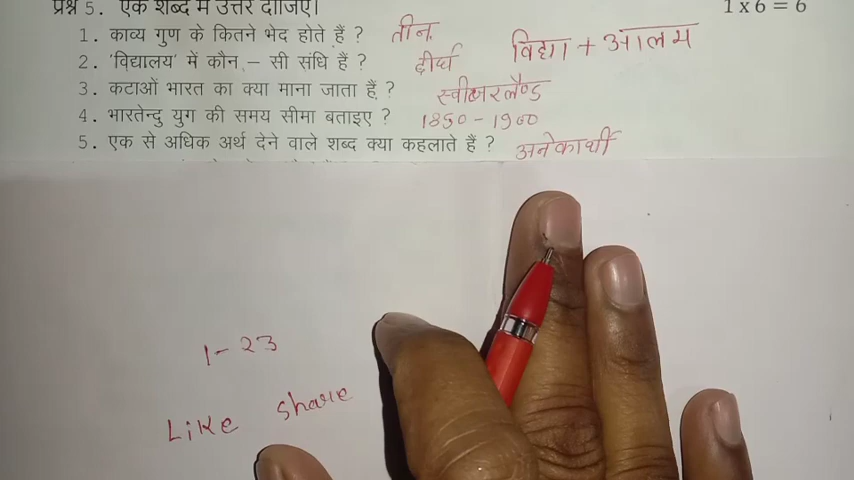 प्रश्न 5. एक शब्द में उत्तर दीजिए। 1 x 6 = 6
1. काव्य गुण के कितने भेद होते हैं ? तीन
2. 'विद्यालय' में कौन – सी संधि हैं ? दीर्घ विद्या + आलय
3. कटाओं भारत का क्या माना जाता हैं ? स्वीटजरलैण्ड
4. भारतेन्दु युग की समय सीमा बताइए ? 1850 - 1900
5. एक से अधिक अर्थ देने वाले शब्द क्या कहलाते हैं ? अनेकार्थी
1 - 23
Like share